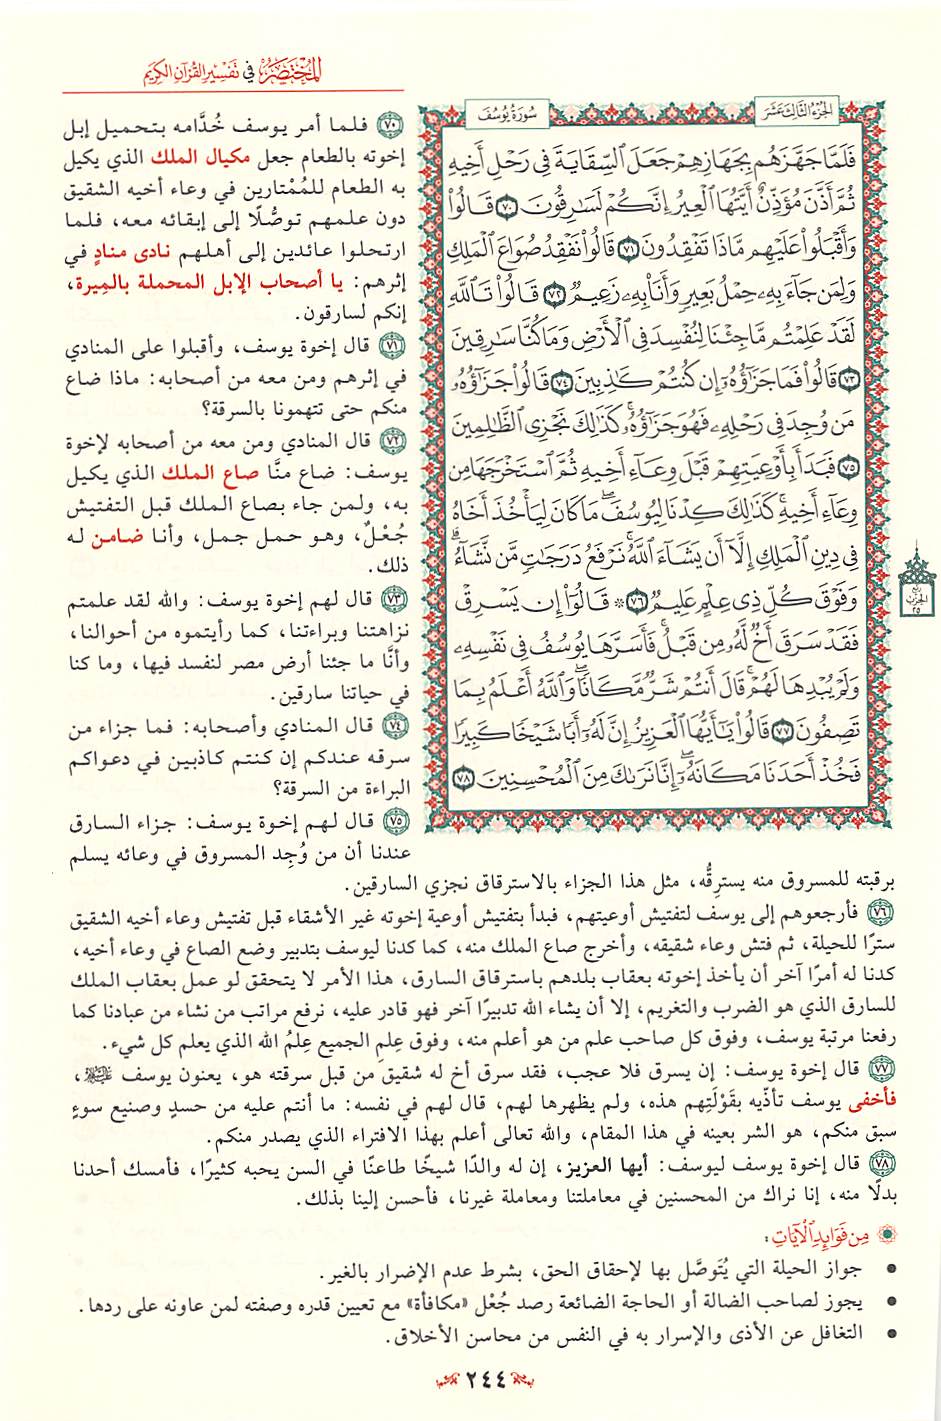 المختصر في تفسير القرآن الكريم
الجزء الثالث عشر
سورة يوسف
فَلَمَّا جَهَّزَهُم بِجَهَازِهِمْ جَعَلَ ٱلسِّقَايَةَ فِى رَحْلِ أَخِيهِ
ثُمَّ أَذَّنَ مُؤَذِّنٌ أَيَّتُهَا ٱلْعِيرُ إِنَّكُمْ لَسَٰرِقُونَ ٧٠ قَالُوا۟
وَأَقْبَلُوا۟ عَلَيْهِم مَّاذَا تَفْقِدُونَ ٧١ قَالُوا۟ نَفْقِدُ صُوَاعَ ٱلْمَلِكِ
وَلِمَن جَآءَ بِهِۦ حِمْلُ بَعِيرٍ وَأَنَا۠ بِهِۦ زَعِيمٌ ٧٢ قَالُوا۟ تَٱللَّهِ
لَقَدْ عَلِمْتُم مَّا جِئْنَا لِنُفْسِدَ فِى ٱلْأَرْضِ وَمَا كُنَّا سَٰرِقِينَ
٧٣ قَالُوا۟ فَمَا جَزَٰٓؤُهُۥٓ إِن كُنتُمْ كَٰذِبِينَ ٧٤ قَالُوا۟ جَزَٰٓؤُهُۥ
مَن وُجِدَ فِى رَحْلِهِۦ فَهُوَ جَزَٰٓؤُهُۥ ۚ كَذَٰلِكَ نَجْزِى ٱلظَّٰلِمِينَ
٧٥ فَبَدَأَ بِأَوْعِيَتِهِمْ قَبْلَ وِعَآءِ أَخِيهِ ثُمَّ ٱسْتَخْرَجَهَا مِن
وِعَآءِ أَخِيهِ ۚ كَذَٰلِكَ كِدْنَا لِيُوسُفَ ۖ مَا كَانَ لِيَأْخُذَ أَخَاهُ
فِى دِينِ ٱلْمَلِكِ إِلَّآ أَن يَشَآءَ ٱللَّهُ ۚ نَرْفَعُ دَرَجَٰتٍ مَّن نَّشَآءُ ۗ
وَفَوْقَ كُلِّ ذِى عِلْمٍ عَلِيمٌ ٧٦ ۞ قَالُوٓا۟ إِن يَسْرِقْ
فَقَدْ سَرَقَ أَخٌ لَّهُۥ مِن قَبْلُ ۚ فَأَسَرَّهَا يُوسُفُ فِى نَفْسِهِۦ
وَلَمْ يُبْدِهَا لَهُمْ ۚ قَالَ أَنتُمْ شَرٌّ مَّكَانًا ۖ وَٱللَّهُ أَعْلَمُ بِمَا
تَصِفُونَ ٧٧ قَالُوا۟ يَٰٓأَيُّهَا ٱلْعَزِيزُ إِنَّ لَهُۥٓ أَبًا شَيْخًا كَبِيرًا
فَخُذْ أَحَدَنَا مَكَانَهُۥٓ ۖ إِنَّا نَرَىٰكَ مِنَ ٱلْمُحْسِنِينَ ٧٨
ربع
الحزب
٢٥
٧٠ فلما أمر يوسف خُدَّامه بتحميل إبل
إخوته بالطعام جعل مكيال الملك الذي يكيل
به الطعام للمُمْتارين في وعاء أخيه الشقيق
دون علمهم توصُّلًا إلى إبقائه معه، فلما
ارتحلوا عائدين إلى أهلهم نادى منادٍ في
إثرهم: يا أصحاب الإبل المحملة بالمِيرة،
إنكم لسارقون.
٧١ قال إخوة يوسف، وأقبلوا على المنادي
في إثرهم ومن معه من أصحابه: ماذا ضاع
منكم حتى تتهمونا بالسرقة؟
٧٢ قال المنادي ومن معه من أصحابه لإخوة
يوسف: ضاع منَّا صاع الملك الذي يكيل
به، ولمن جاء بصاع الملك قبل التفتيش
جُعْلٌ، وهو حمل جمل، وأنا ضامن له
ذلك.
٧٣ قال لهم إخوة يوسف: والله لقد علمتم
نزاهتنا وبراءتنا، كما رأيتموه من أحوالنا،
وأنَّا ما جئنا أرض مصر لنفسد فيها، وما كنا
في حياتنا سارقين.
٧٤ قال المنادي وأصحابه: فما جزاء من
سرقه عندكم إن كنتم كاذبين في دعواكم
البراءة من السرقة؟
٧٥ قال لهم إخوة يوسف: جزاء السارق
عندنا أن من وُجِد المسروق في وعائه يسلم
برقبته للمسروق منه يسترِقُّه، مثل هذا الجزاء بالاسترقاق نجزي السارقين.
٧٦ فأرجعوهم إلى يوسف لتفتيش أوعيتهم، فبدأ بتفتيش أوعية إخوته غير الأشقاء قبل تفتيش وعاء أخيه الشقيق
سترًا للحيلة، ثم فتش وعاء شقيقه، وأخرج صاع الملك منه، كما كدنا ليوسف بتدبير وضع الصاع في وعاء أخيه،
كدنا له أمرًا آخر أن يأخذ إخوته بعقاب بلدهم باسترقاق السارق، هذا الأمر لا يتحقق لو عمل بعقاب الملك
للسارق الذي هو الضرب والتغريم، إلا أن يشاء الله تدبيرًا آخر فهو قادر عليه، نرفع مراتب من نشاء من عبادنا كما
رفعنا مرتبة يوسف، وفوق كل صاحب علم من هو أعلم منه، وفوق عِلمِ الجميع عِلمُ الله الذي يعلم كل شيء.
٧٧ قال إخوة يوسف: إن يسرق فلا عجب، فقد سرق أخ له شقيق من قبل سرقته هو، يعنون يوسف عليه السلام،
فأخفى يوسف تأذيه بقَوْلَتِهم هذه، ولم يظهرها لهم، قال لهم في نفسه: ما أنتم عليه من حسدٍ وصنيع سوءٍ
سبق منكم، هو الشر بعينه في هذا المقام، والله تعالى أعلم بهذا الافتراء الذي يصدر منكم.
٧٨ قال إخوة يوسف ليوسف: أيها العزيز، إن له والدًا شيخًا طاعنًا في السن يحبه كثيرًا، فأمسك أحدنا
بدلًا منه، إنا نراك من المحسنين في معاملتنا ومعاملة غيرنا، فأحسن إلينا بذلك.
من فوائد الآيات:
• جواز الحيلة التي يُتَوصَّل بها لإحقاق الحق، بشرط عدم الإضرار بالغير.
• يجوز لصاحب الضالة أو الحاجة الضائعة رصد جُعْل «مكافأة» مع تعيين قدره وصفته لمن عاونه على ردها.
• التغافل عن الأذى والإسرار به في النفس من محاسن الأخلاق.
٢٤٤